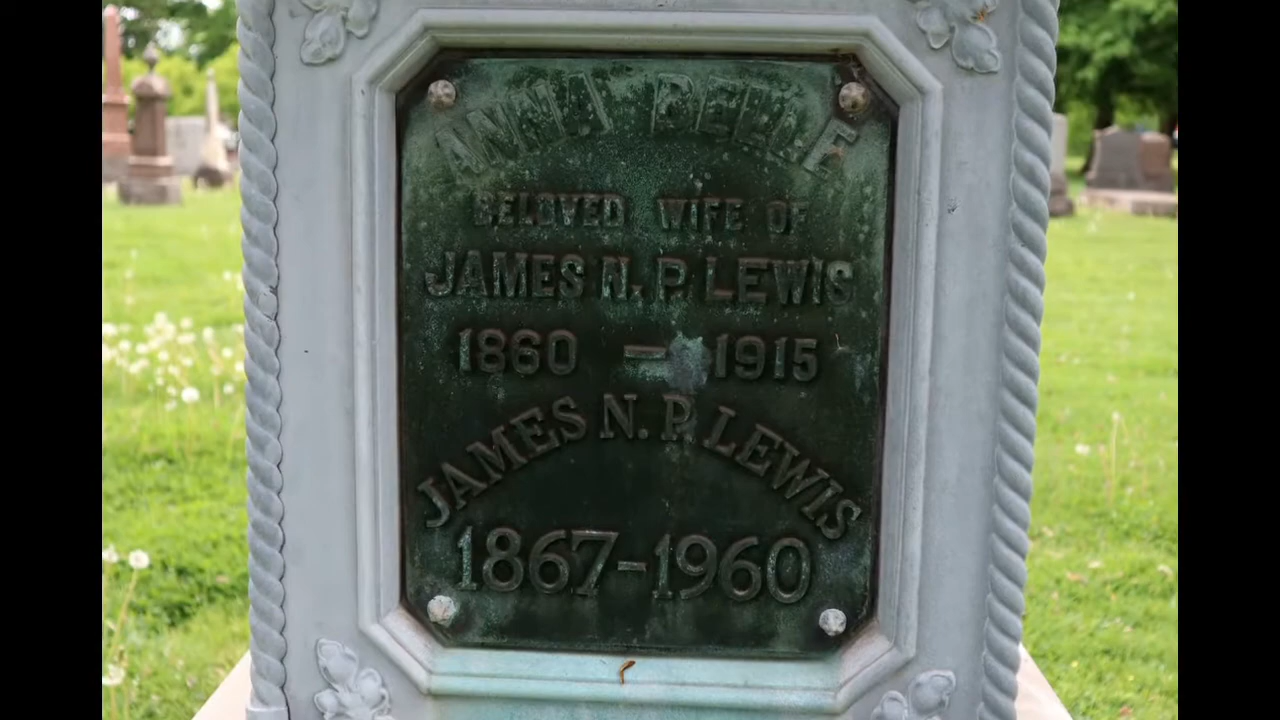 ANNA BELLE
BELOVED WIFE OF
JAMES N. P. LEWIS
1860 - 1915
JAMES N. P. LEWIS
1867-1960